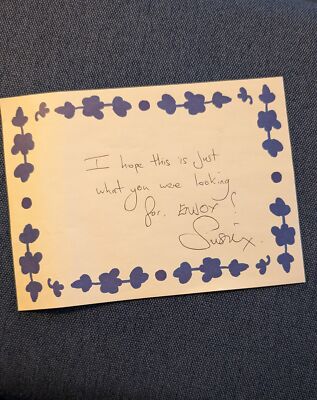 I hope this is just
what you were looking
for. ENJOY!
Susie x.